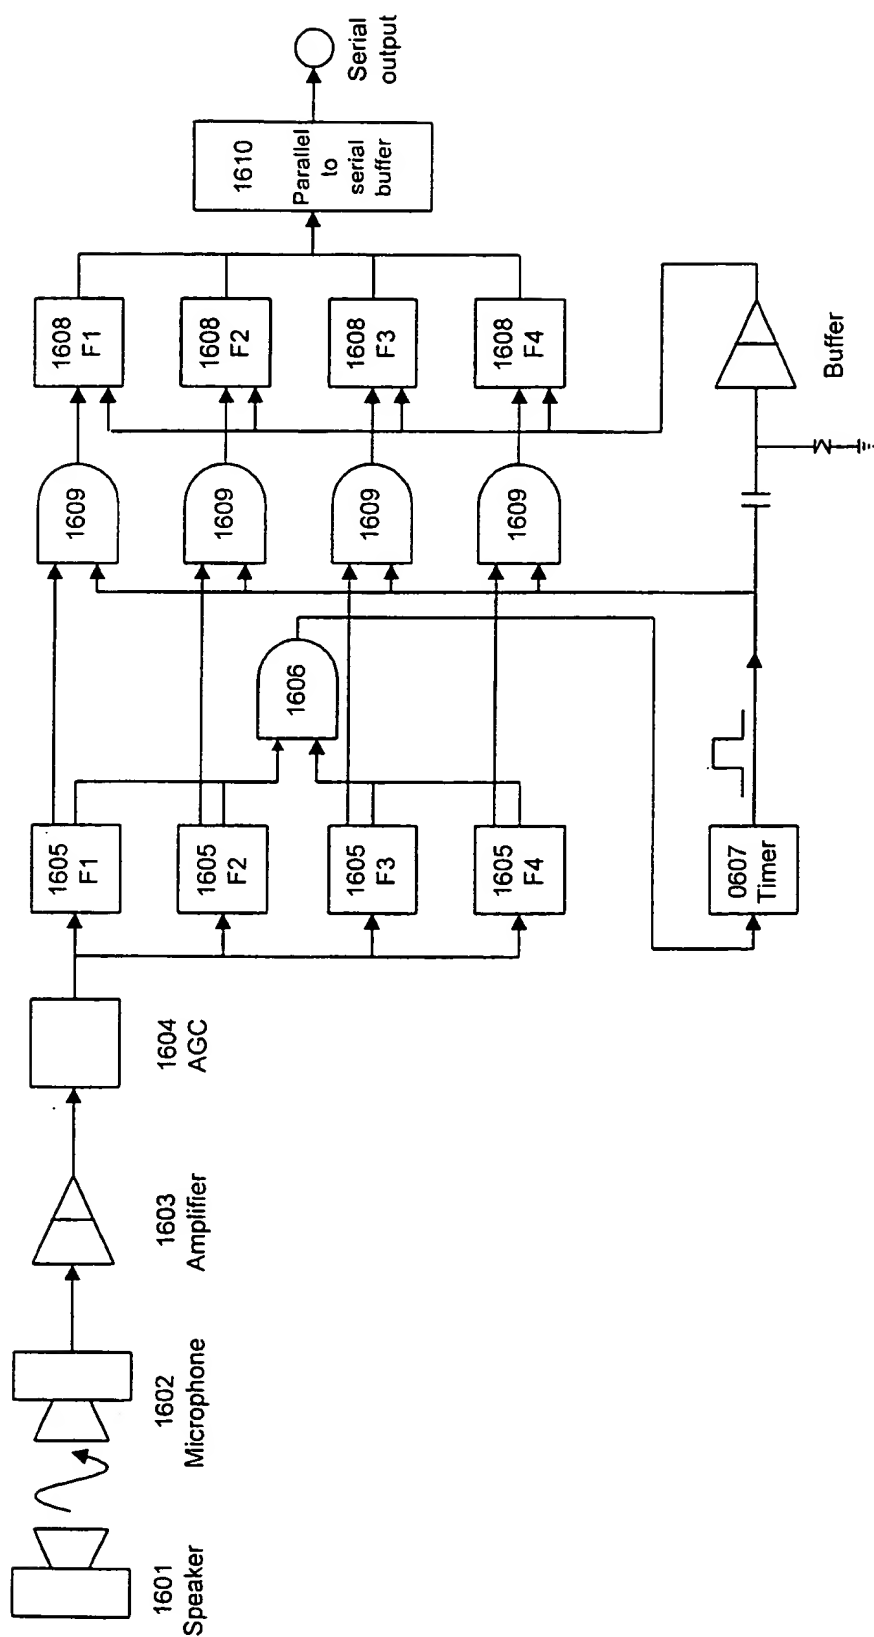 1601
Speaker
1602
Microphone
1603
Amplifier
1604
AGC
1605
F1
1605
F2
1605
F3
1605
F4
1606
0607
Timer
1609
1609
1609
1609
1608
F1
1608
F2
1608
F3
1608
F4
Buffer
1610
Parallel
to
serial
buffer
Serial
output